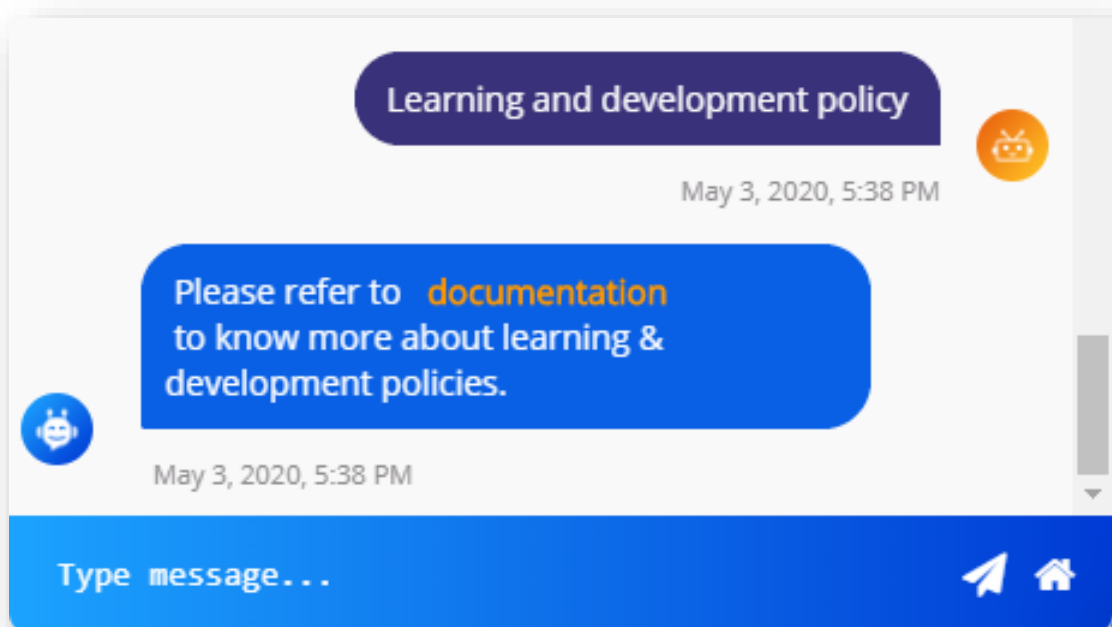 Learning and development policy
May 3, 2020, 5:38 PM
Please refer to documentation
to know more about learning &
development policies.
May 3, 2020, 5:38 PM
Type message...